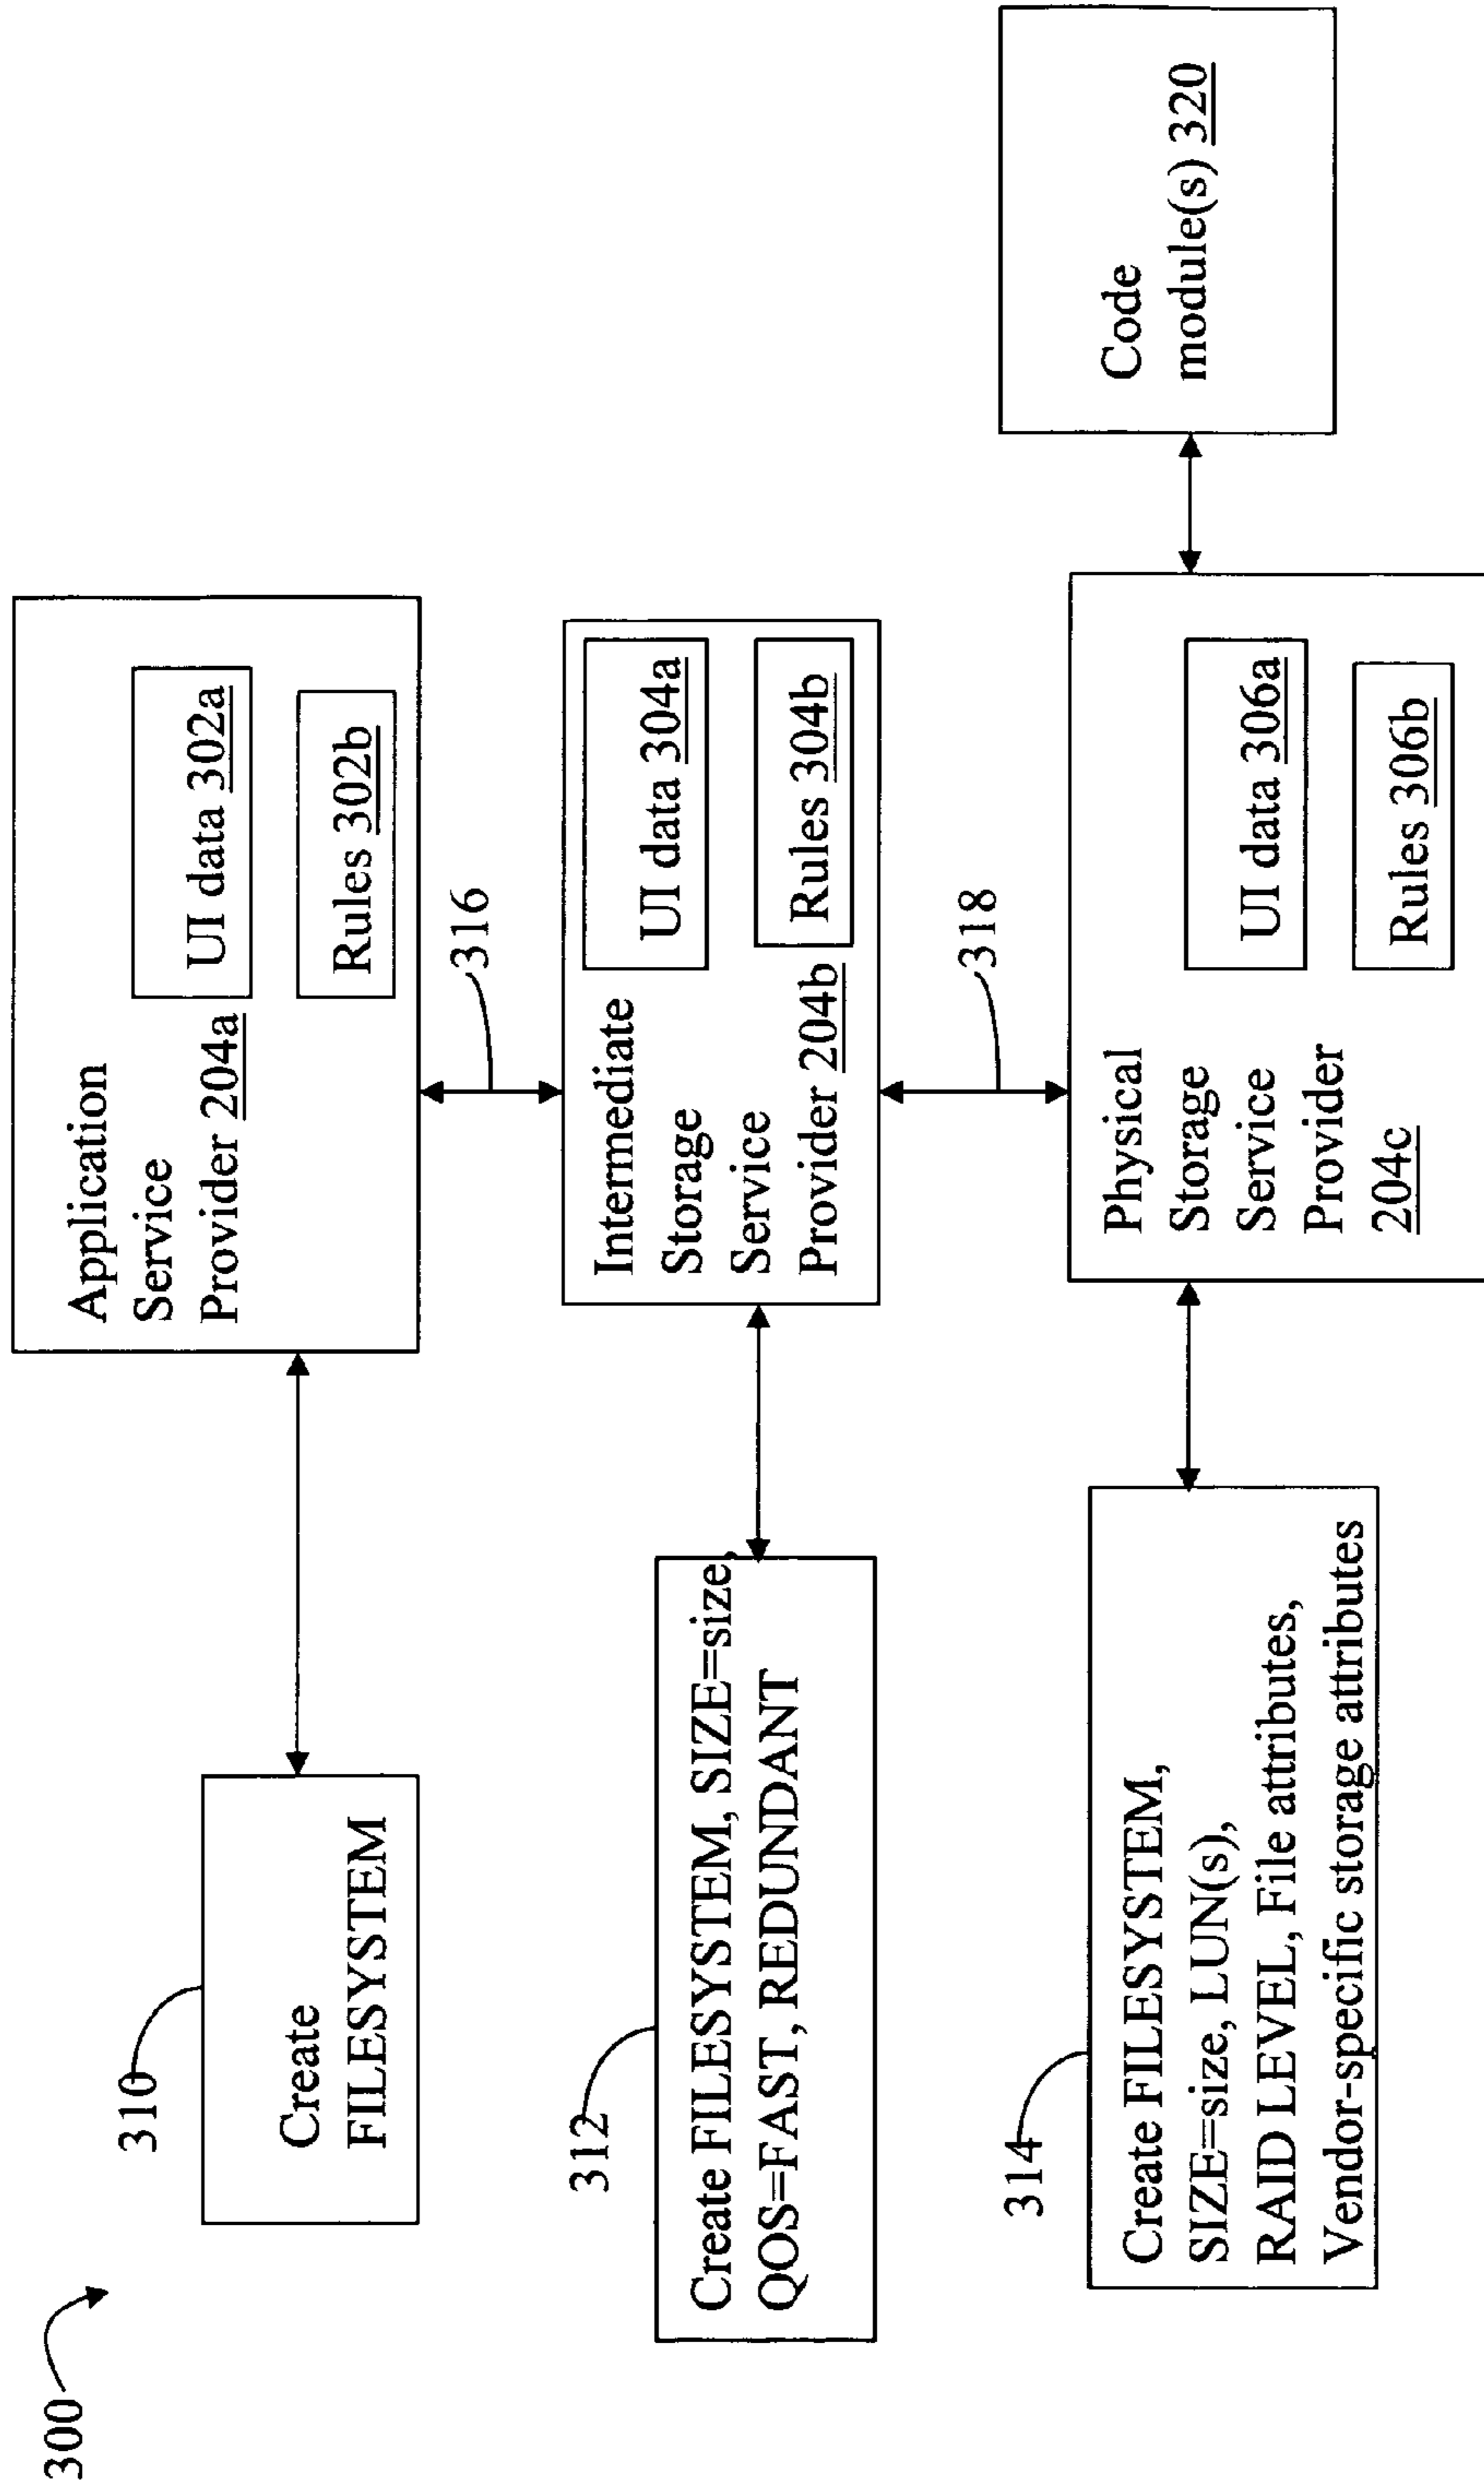 300
310
Create
FILESYSTEM
Application
Service
Provider 204a
UI data 302a
Rules 302b
316
312
Create FILESYSTEM, SIZE=size,
QOS=FAST, REDUNDANT
Intermediate
Storage
Service
Provider 204b
UI data 304a
Rules 304b
318
314
Create FILESYSTEM,
SIZE=size, LUN(s),
RAID LEVEL, File attributes,
Vendor-specific storage attributes
Physical
Storage
Service
Provider
204c
UI data 306a
Rules 306b
Code
module(s) 320